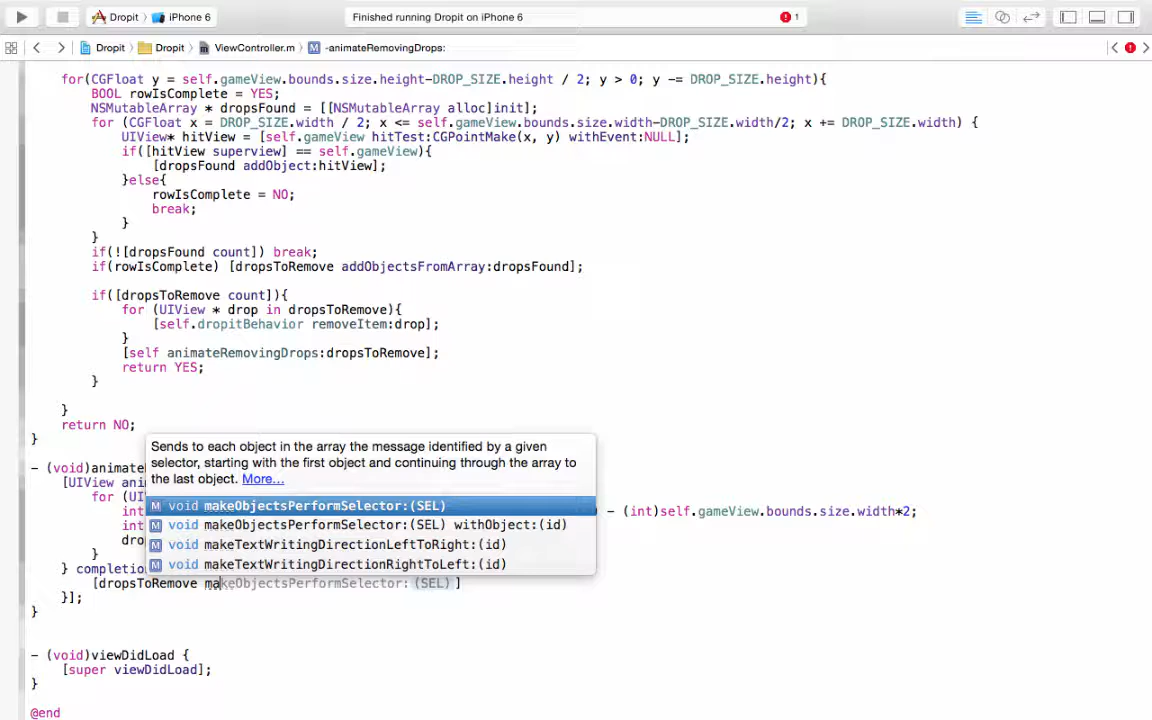 Dropit 〉 iPhone 6
Finished running Dropit on iPhone 6
1
Dropit 〉 Dropit 〉 ViewController.m 〉 M -animateRemovingDrops:
for(CGFloat y = self.gameView.bounds.size.height-DROP_SIZE.height / 2; y > 0; y -= DROP_SIZE.height){
BOOL rowIsComplete = YES;
NSMutableArray * dropsFound = [[NSMutableArray alloc]init];
for (CGFloat x = DROP_SIZE.width / 2; x <= self.gameView.bounds.size.width-DROP_SIZE.width/2; x += DROP_SIZE.width) {
UIView* hitView = [self.gameView hitTest:CGPointMake(x, y) withEvent:NULL];
if([hitView superview] == self.gameView){
[dropsFound addObject:hitView];
}else{
rowIsComplete = NO;
break;
}
}
if(![dropsFound count]) break;
if(rowIsComplete) [dropsToRemove addObjectsFromArray:dropsFound];
if([dropsToRemove count]){
for (UIView * drop in dropsToRemove){
[self.dropitBehavior removeItem:drop];
}
[self animateRemovingDrops:dropsToRemove];
return YES;
}
}
return NO;
}
Sends to each object in the array the message identified by a given
selector, starting with the first object and continuing through the array to
the last object. More...
- (void)animateR
[UIView ani
for (UI
M void makeObjectsPerformSelector:(SEL)
int
- (int)self.gameView.bounds.size.width*2;
M void makeObjectsPerformSelector:(SEL) withObject:(id)
int
dro
M void makeTextWritingDirectionLeftToRight:(id)
}
M void makeTextWritingDirectionRightToLeft:(id)
} completio
[dropsToRemove makeObjectsPerformSelector:(SEL)]
}];
}
- (void)viewDidLoad {
[super viewDidLoad];
}
@end